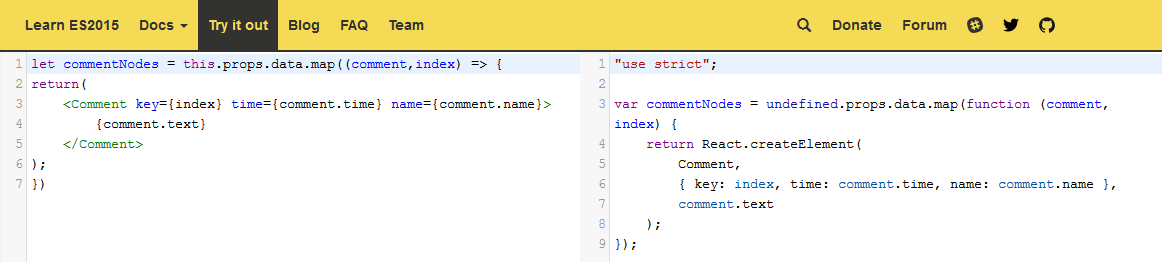 Learn ES2015 Docs Try it out Blog FAQ Team Donate Forum
1 let commentNodes = this.props.data.map((comment,index) => {
2 return(
3     <Comment key={index} time={comment.time} name={comment.name}>
4         {comment.text}
5     </Comment>
6 );
7 })
1 "use strict";
2
3 var commentNodes = undefined.props.data.map(function (comment,
index) {
4     return React.createElement(
5         Comment,
6         { key: index, time: comment.time, name: comment.name },
7         comment.text
8     );
9 });